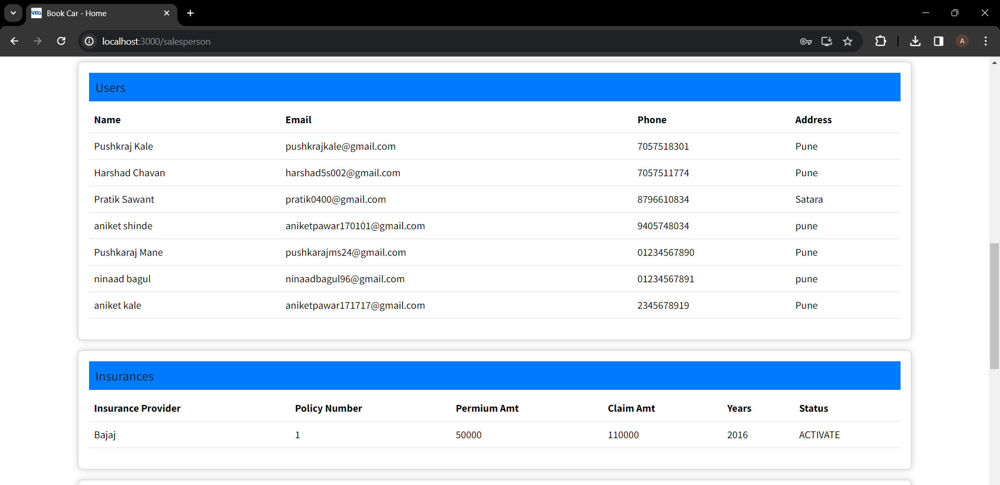 vms Book Car - Home
localhost:3000/salesperson A
Users
Name Email Phone Address
Pushkraj Kale pushkrajkale@gmail.com 7057518301 Pune
Harshad Chavan harshad5s002@gmail.com 7057511774 Pune
Pratik Sawant pratik0400@gmail.com 8796610834 Satara
aniket shinde aniketpawar170101@gmail.com 9405748034 pune
Pushkaraj Mane pushkarajms24@gmail.com 01234567890 Pune
ninaad bagul ninaadbagul96@gmail.com 01234567891 pune
aniket kale aniketpawar171717@gmail.com 2345678919 Pune
Insurances
Insurance Provider Policy Number Permium Amt Claim Amt Years Status
Bajaj 1 50000 110000 2016 ACTIVATE